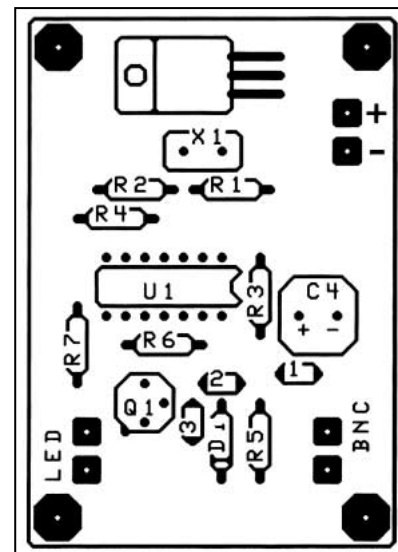 +
X1
-
R2
R1
R4
U1
R3
C4
+ -
R7
R6
1
2
Q1
3
D1
R5
LED
BNC